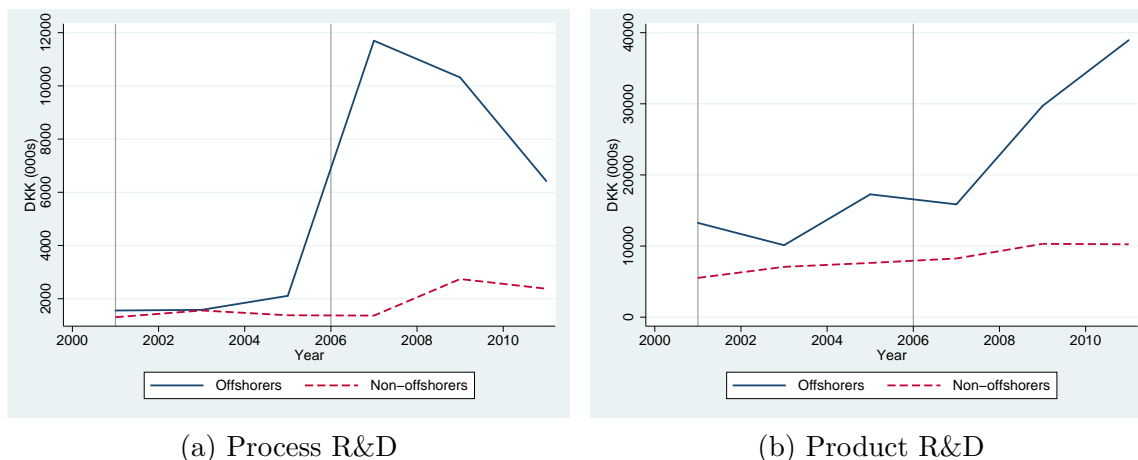 12000
10000
8000
6000
4000
2000
DKK (000s)
2000 2002 2004 2006 2008 2010
Year
Offshorers Non-offshorers
(a) Process R&D
40000
30000
20000
10000
0
DKK (000s)
2000 2002 2004 2006 2008 2010
Year
Offshorers Non-offshorers
(b) Product R&D